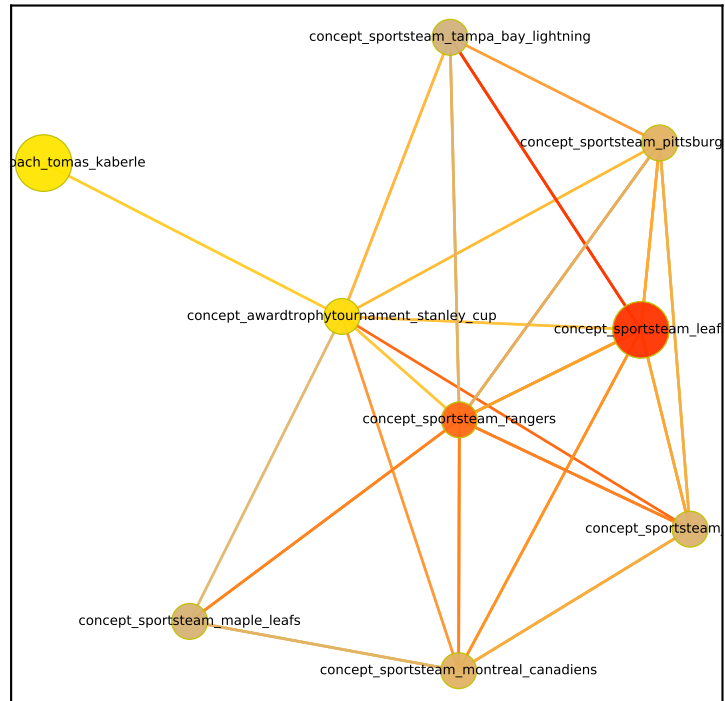 concept_sportsteam_tampa_bay_lightning
concept_sportsteam_pittsburg
bach_tomas_kaberle
concept_awardtrophytournament_stanley_cup
concept_sportsteam_leaf
concept_sportsteam_rangers
concept_sportsteam_
concept_sportsteam_maple_leafs
concept_sportsteam_montreal_canadiens